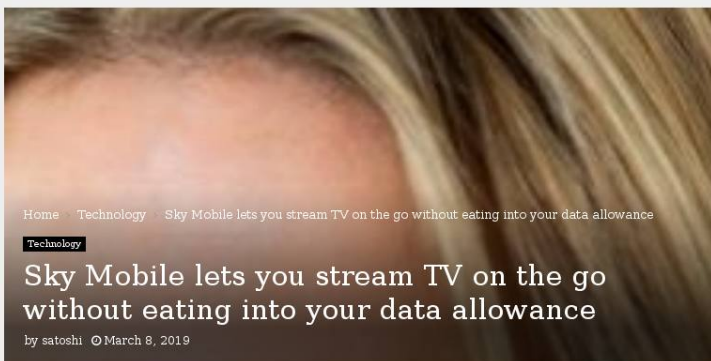 Home Technology Sky Mobile lets you stream TV on the go without eating into your data allowance
Technology
Sky Mobile lets you stream TV on the go
without eating into your data allowance
by satoshi March 8, 2019